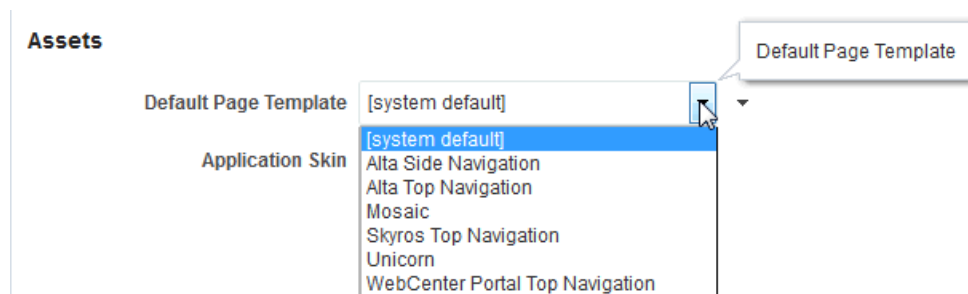 Assets
Default Page Template
Default Page Template [system default]
[system default]
Application Skin
Alta Side Navigation
Alta Top Navigation
Mosaic
Skyros Top Navigation
Unicorn
WebCenter Portal Top Navigation